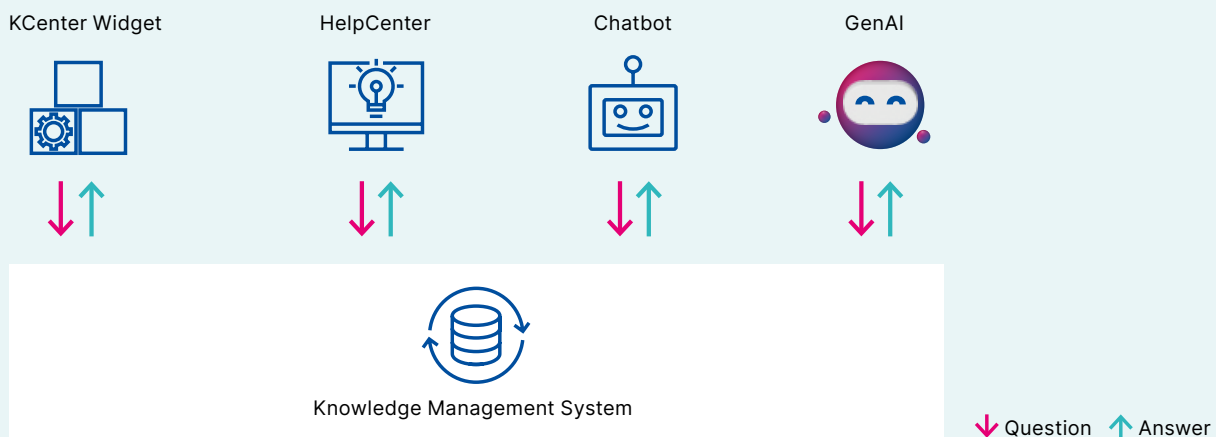 KCenter Widget
HelpCenter
Chatbot
GenAI
Knowledge Management System
Question
Answer